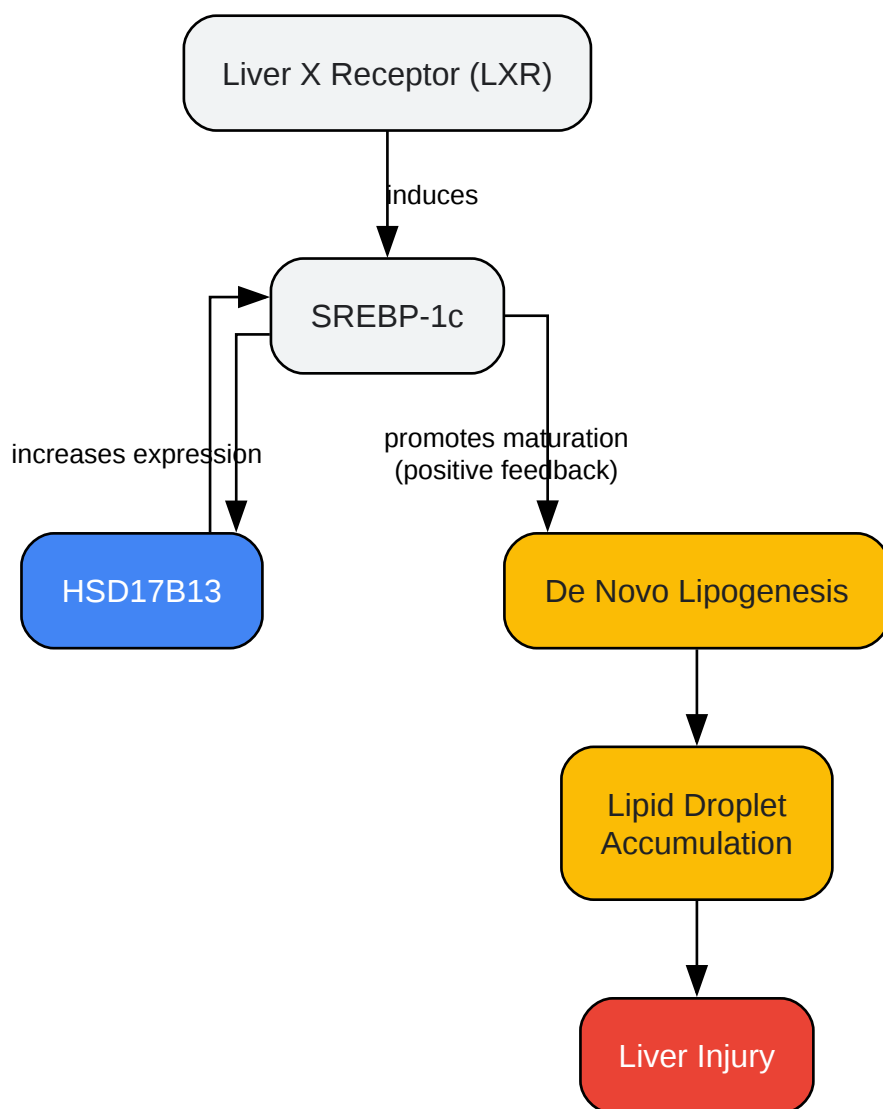 Liver X Receptor (LXR)
induces
SREBP-1c
increases expression
promotes maturation
(positive feedback)
HSD17B13
De Novo Lipogenesis
Lipid Droplet
Accumulation
Liver Injury